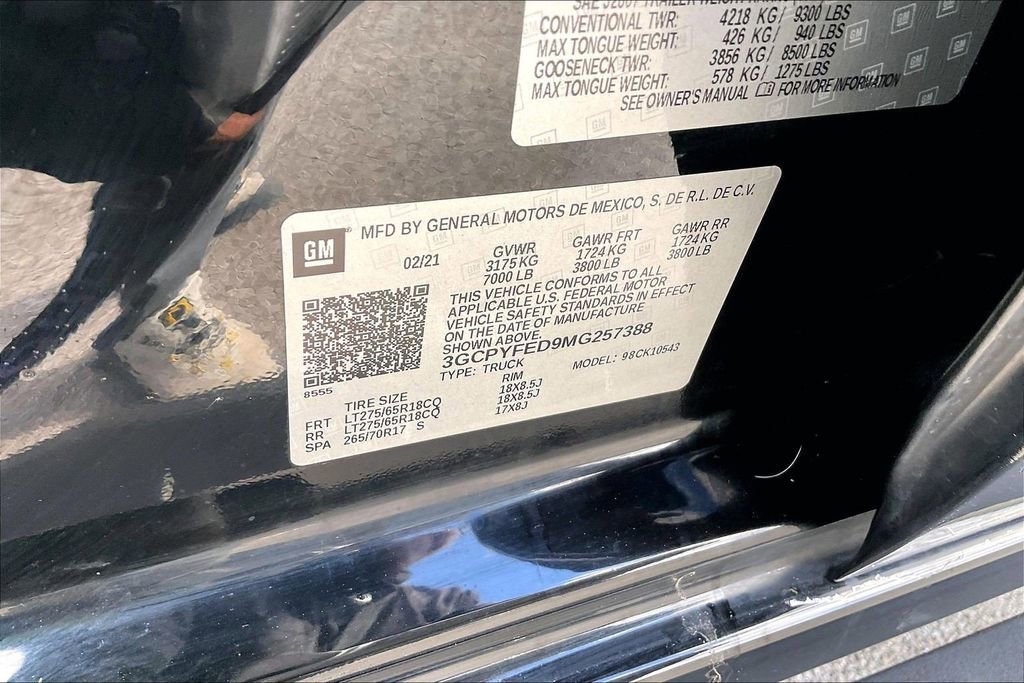 SAE J2807 TRAILER WEIGHT
CONVENTIONAL TWR: 4218 KG/ 9300 LBS
MAX TONGUE WEIGHT: 426 KG/ 940 LBS
GOOSENECK TWR: 3856 KG/ 8500 LBS
MAX TONGUE WEIGHT: 578 KG/ 1275 LBS
SEE OWNER'S MANUAL FOR MORE INFORMATION
GM
MFD BY GENERAL MOTORS DE MEXICO, S. DE R.L. DE C.V.
02/21
GVWR GAWR FRT GAWR RR
3175 KG 1724 KG 1724 KG
7000 LB 3800 LB 3800 LB
THIS VEHICLE CONFORMS TO ALL
APPLICABLE U.S. FEDERAL MOTOR
VEHICLE SAFETY STANDARDS IN EFFECT
ON THE DATE OF MANUFACTURE
SHOWN ABOVE.
3GCPYFED9MG257388
TYPE: TRUCK MODEL: 98CK10543
8555
TIRE SIZE RIM
FRT LT275/65R18CQ 18X8.5J
RR LT275/65R18CQ 18X8.5J
SPA 265/70R17 S 17X8J